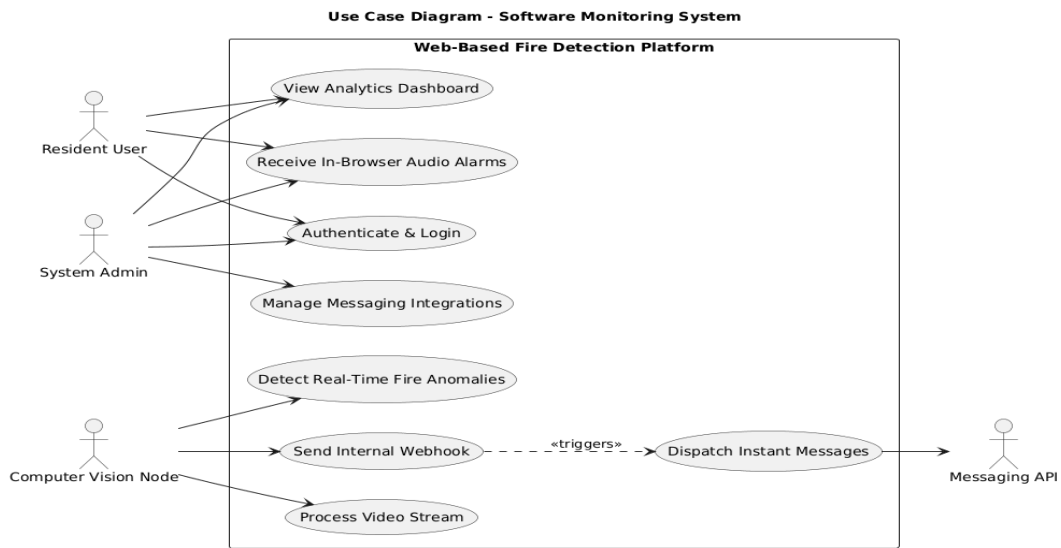 Use Case Diagram - Software Monitoring System
Web-Based Fire Detection Platform
View Analytics Dashboard
Resident User
Receive In-Browser Audio Alarms
Authenticate & Login
System Admin
Manage Messaging Integrations
Detect Real-Time Fire Anomalies
Computer Vision Node
Send Internal Webhook
«triggers»
Dispatch Instant Messages
Messaging API
Process Video Stream